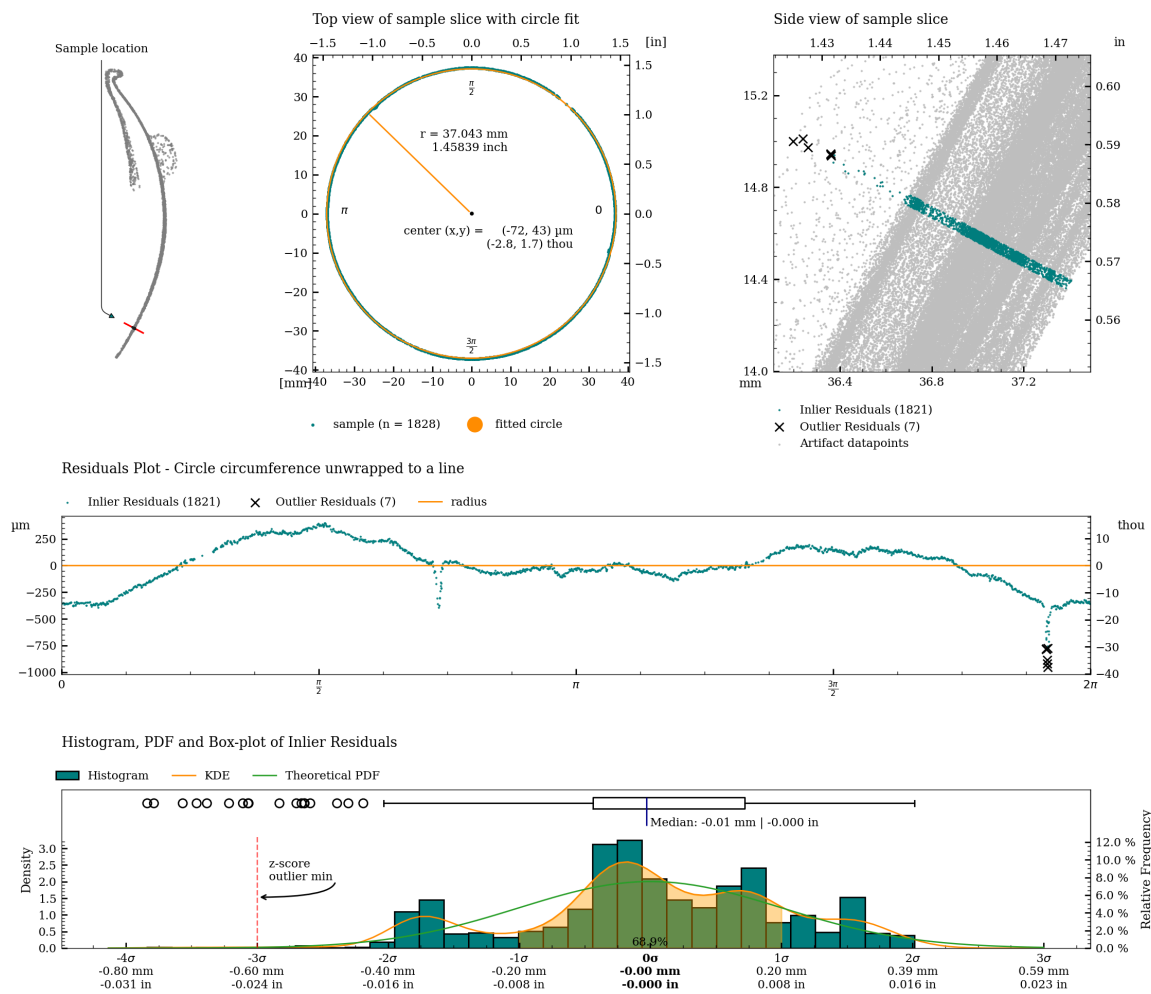 Top view of sample slice with circle fit
Side view of sample slice
Sample location
−1.5 −1.0 −0.5 0.0 0.5 1.0 1.5 [in]
1.43 1.44 1.45 1.46 1.47 in
40
30
20
10
0
−10
−20
−30
−40
1.5
1.0
0.5
0.0
−0.5
−1.0
−1.5
π/2
r = 37.043 mm
1.45839 inch
π
0
center (x,y) = (-72, 43) µm
(-2.8, 1.7) thou
3π/2
[mm]
−40 −30 −20 −10 0 10 20 30 40
sample (n = 1828)
fitted circle
15.2
14.8
14.4
14.0
0.60
0.59
0.58
0.57
0.56
mm
36.4 36.8 37.2
Inlier Residuals (1821)
Outlier Residuals (7)
Artifact datapoints
Residuals Plot - Circle circumference unwrapped to a line
Inlier Residuals (1821)
Outlier Residuals (7)
radius
µm
thou
250
0
−250
−500
−750
−1000
10
0
−10
−20
−30
−40
0 π/2 π 3π/2 2π
Histogram, PDF and Box-plot of Inlier Residuals
Histogram
KDE
Theoretical PDF
Median: -0.01 mm | -0.000 in
z-score
outlier min
Density
3.0
2.5
2.0
1.5
1.0
0.5
0.0
Relative Frequency
12.0 %
10.0 %
8.0 %
6.0 %
4.0 %
2.0 %
0.0 %
68.9%
-4σ -3σ -2σ -1σ 0σ 1σ 2σ 3σ
-0.80 mm -0.60 mm -0.40 mm -0.20 mm -0.00 mm 0.20 mm 0.39 mm 0.59 mm
-0.031 in -0.024 in -0.016 in -0.008 in -0.000 in 0.008 in 0.016 in 0.023 in